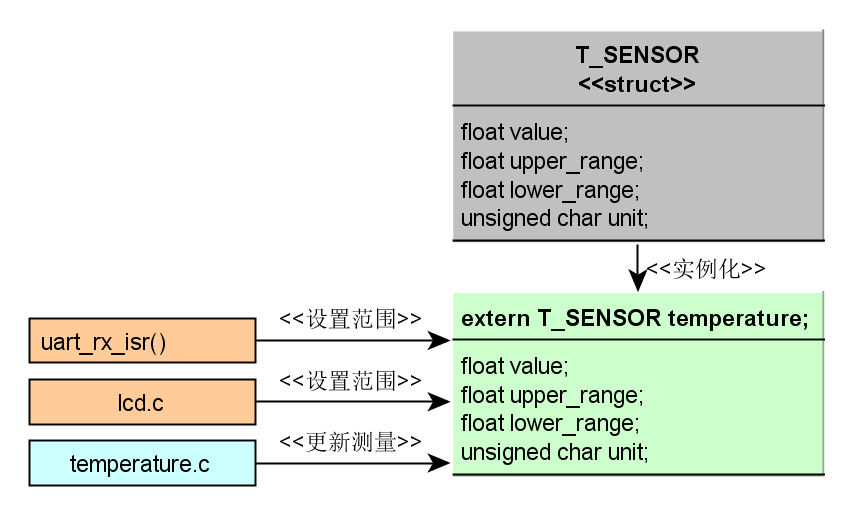 T_SENSOR
<<struct>>
float value;
float upper_range;
float lower_range;
unsigned char unit;
<<实例化>>
extern T_SENSOR temperature;
float value;
float upper_range;
float lower_range;
unsigned char unit;
<<设置范围>>
uart_rx_isr()
<<设置范围>>
lcd.c
<<更新测量>>
temperature.c